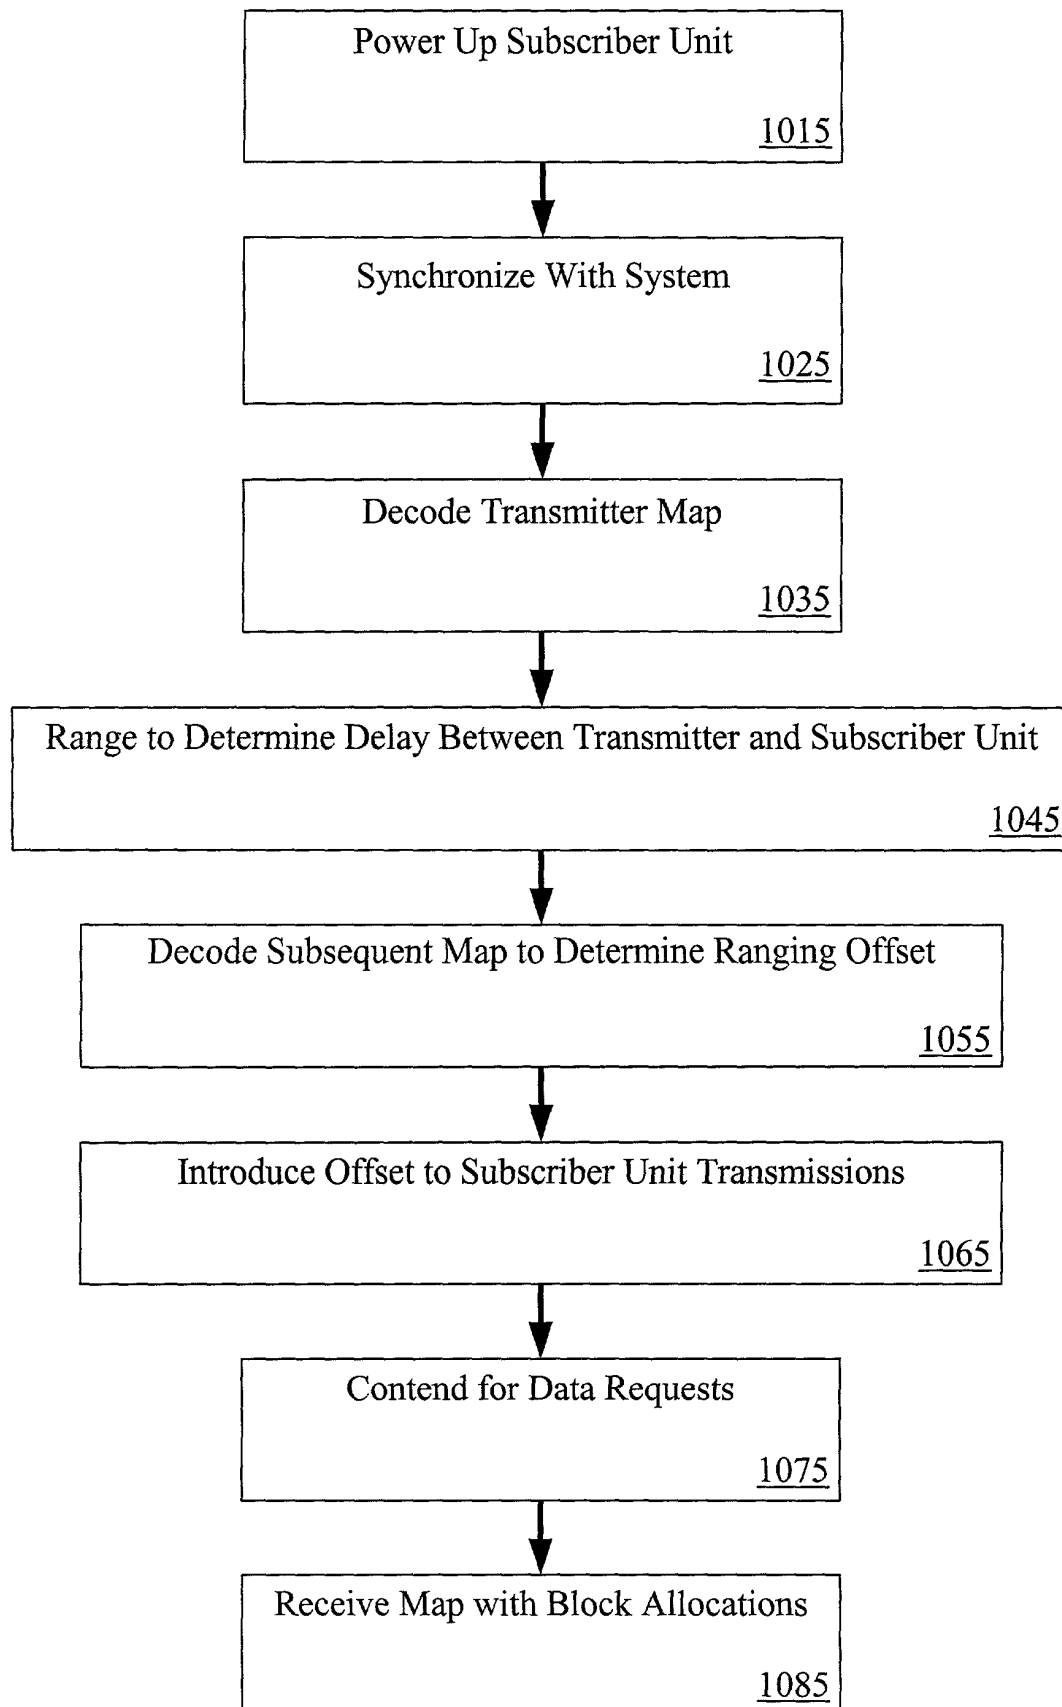 Power Up Subscriber Unit
1015
Synchronize With System
1025
Decode Transmitter Map
1035
Range to Determine Delay Between Transmitter and Subscriber Unit
1045
Decode Subsequent Map to Determine Ranging Offset
1055
Introduce Offset to Subscriber Unit Transmissions
1065
Contend for Data Requests
1075
Receive Map with Block Allocations
1085